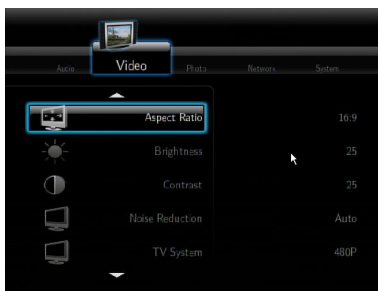 Audio Video Photo Network System
Aspect Ratio 16:9
Brightness 25
Contrast 25
Noise Reduction Auto
TV System 480P